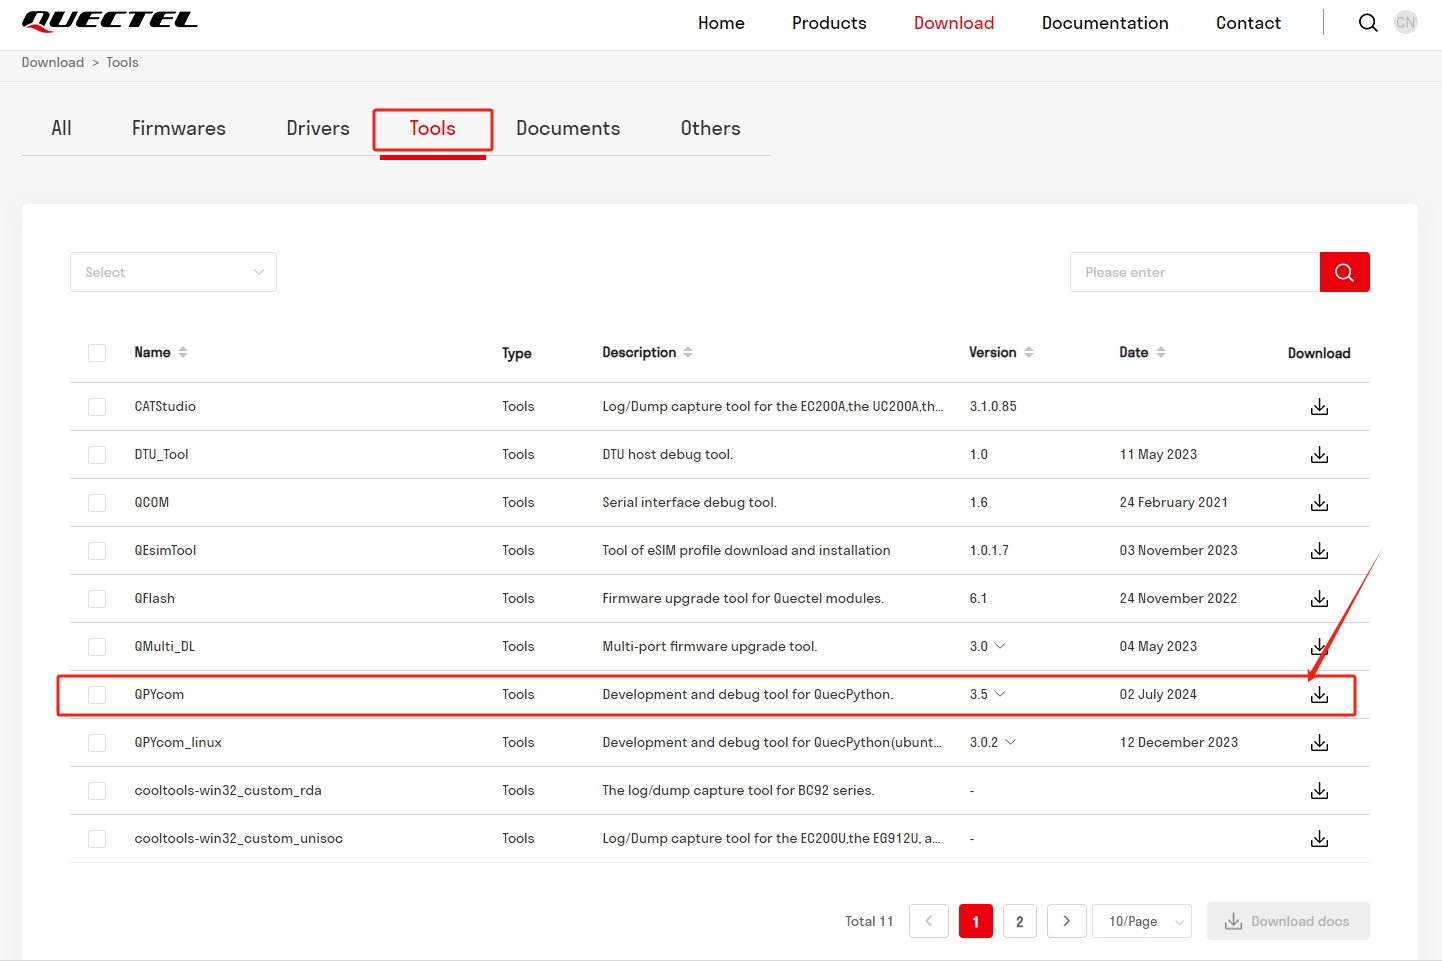 QUECTEL
Home Products Download Documentation Contact CN
Download > Tools
All Firmwares Drivers Tools Documents Others
Select Please enter
Name Type Description Version Date Download
CATStudio Tools Log/Dump capture tool for the EC200A,the UC200A,th... 3.1.0.85
DTU_Tool Tools DTU host debug tool. 1.0 11 May 2023
QCOM Tools Serial interface debug tool. 1.6 24 February 2021
QEsimTool Tools Tool of eSIM profile download and installation 1.0.1.7 03 November 2023
QFlash Tools Firmware upgrade tool for Quectel modules. 6.1 24 November 2022
QMulti_DL Tools Multi-port firmware upgrade tool. 3.0 04 May 2023
QPYcom Tools Development and debug tool for QuecPython. 3.5 02 July 2024
QPYcom_linux Tools Development and debug tool for QuecPython(ubunt... 3.0.2 12 December 2023
cooltools-win32_custom_rda Tools The log/dump capture tool for BC92 series. -
cooltools-win32_custom_unisoc Tools Log/Dump capture tool for the EC200U,the EG912U, a... -
Total 11 < 1 2 > 10/Page Download docs